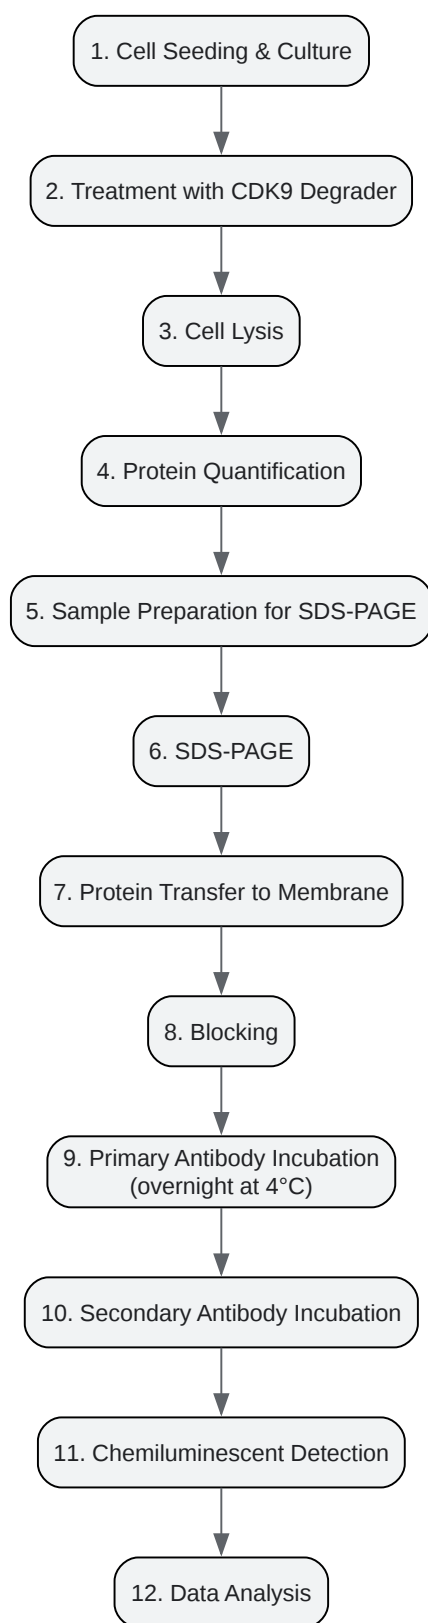 1. Cell Seeding & Culture
2. Treatment with CDK9 Degrader
3. Cell Lysis
4. Protein Quantification
5. Sample Preparation for SDS-PAGE
6. SDS-PAGE
7. Protein Transfer to Membrane
8. Blocking
9. Primary Antibody Incubation
(overnight at 4°C)
10. Secondary Antibody Incubation
11. Chemiluminescent Detection
12. Data Analysis